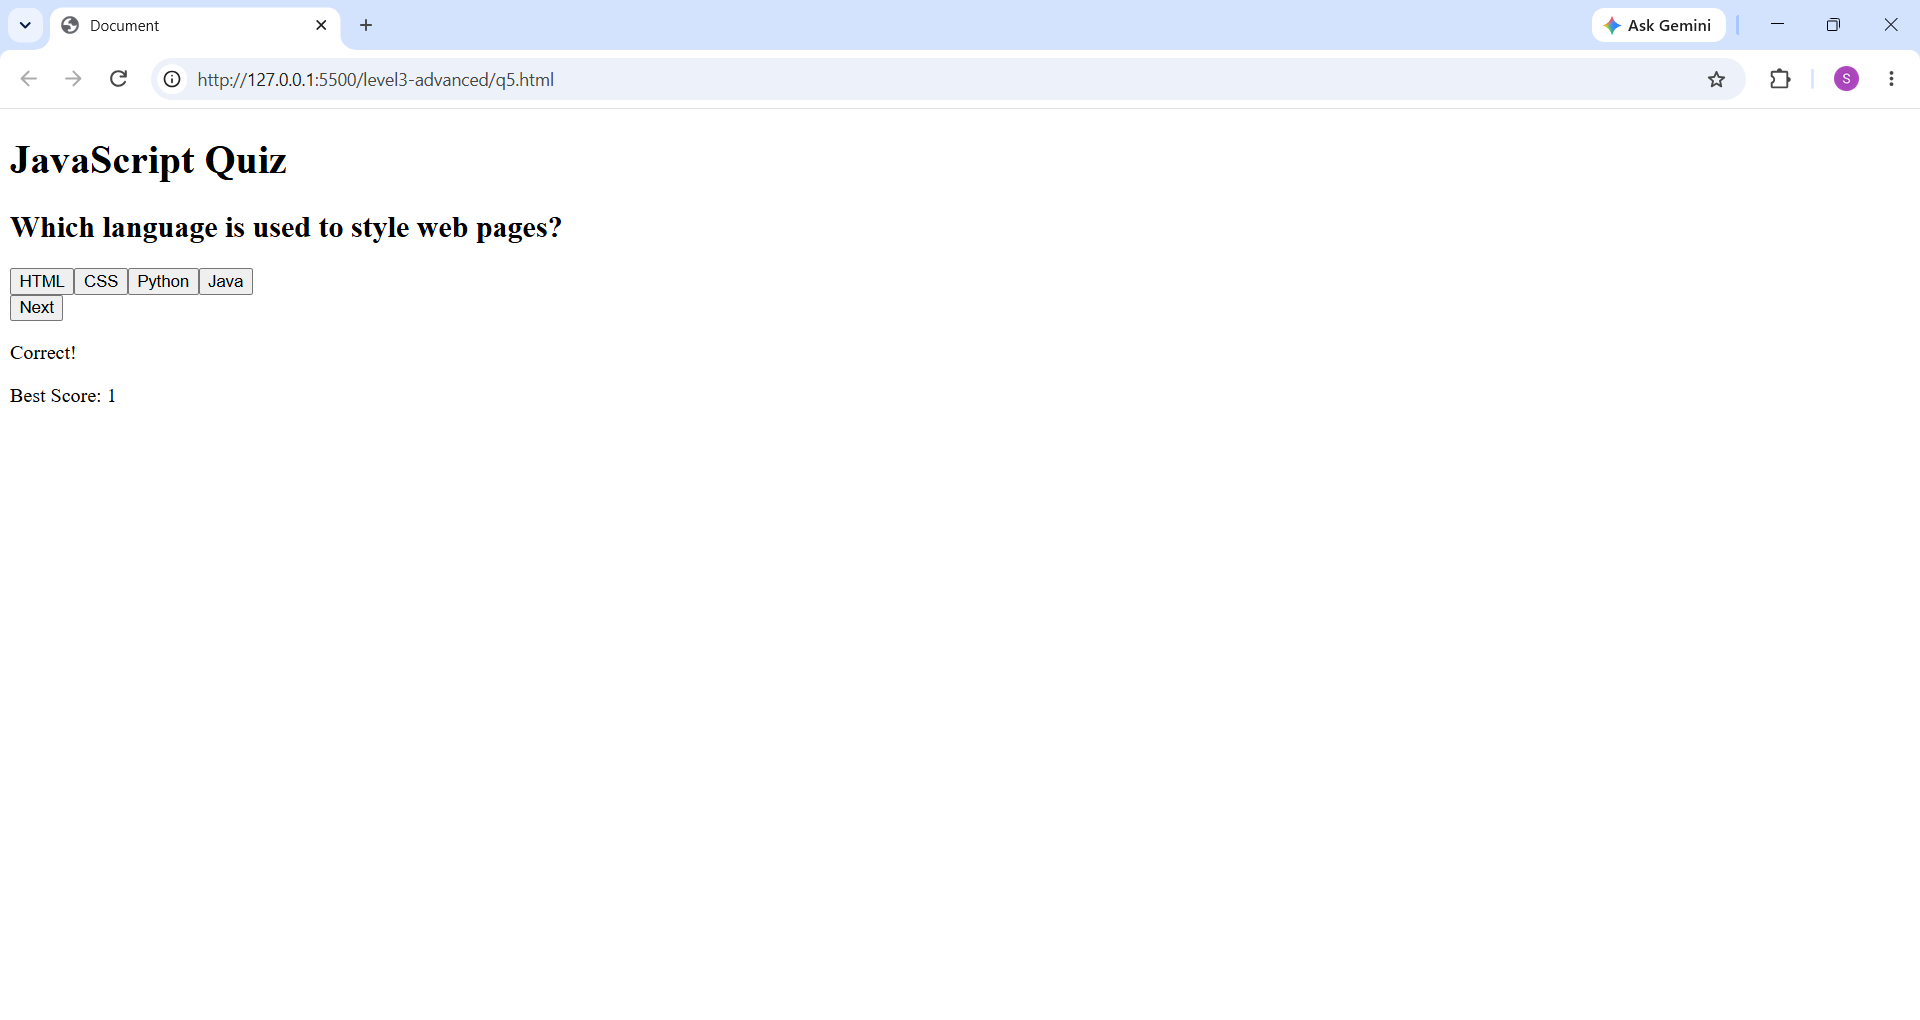 Document
Ask Gemini
http://127.0.0.1:5500/level3-advanced/q5.html
S
JavaScript Quiz
Which language is used to style web pages?
HTML CSS Python Java
Next
Correct!
Best Score: 1